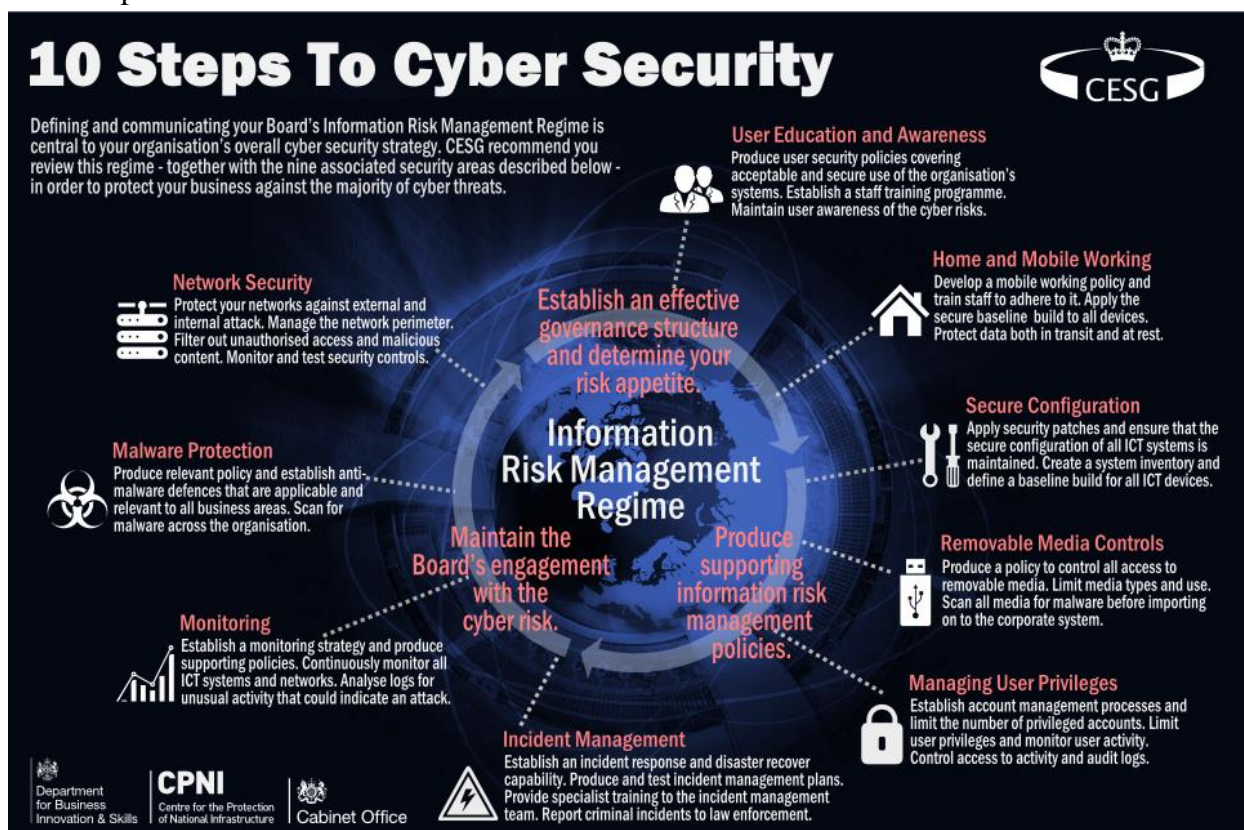 10 Steps To Cyber Security
CESG
Defining and communicating your Board's Information Risk Management Regime is
central to your organisation's overall cyber security strategy. CESG recommend you
review this regime - together with the nine associated security areas described below -
in order to protect your business against the majority of cyber threats.
User Education and Awareness
Produce user security policies covering
acceptable and secure use of the organisation's
systems. Establish a staff training programme.
Maintain user awareness of the cyber risks.
Home and Mobile Working
Develop a mobile working policy and
train staff to adhere to it. Apply the
secure baseline build to all devices.
Protect data both in transit and at rest.
Network Security
Protect your networks against external and
internal attack. Manage the network perimeter.
Filter out unauthorised access and malicious
content. Monitor and test security controls.
Establish an effective
governance structure
and determine your
risk appetite.
Secure Configuration
Apply security patches and ensure that the
secure configuration of all ICT systems is
maintained. Create a system inventory and
define a baseline build for all ICT devices.
Information
Risk Management
Regime
Malware Protection
Produce relevant policy and establish anti-
malware defences that are applicable and
relevant to all business areas. Scan for
malware across the organisation.
Maintain the
Board's engagement
with the
cyber risk.
Produce
supporting
information risk
management
policies.
Removable Media Controls
Produce a policy to control all access to
removable media. Limit media types and use.
Scan all media for malware before importing
on to the corporate system.
Monitoring
Establish a monitoring strategy and produce
supporting policies. Continuously monitor all
ICT systems and networks. Analyse logs for
unusual activity that could indicate an attack.
Managing User Privileges
Establish account management processes and
limit the number of privileged accounts. Limit
user privileges and monitor user activity.
Control access to activity and audit logs.
Incident Management
Establish an incident response and disaster recover
capability. Produce and test incident management plans.
Provide specialist training to the incident management
team. Report criminal incidents to law enforcement.
Department
for Business
Innovation & Skills
CPNI
Centre for the Protection
of National Infrastructure
Cabinet Office